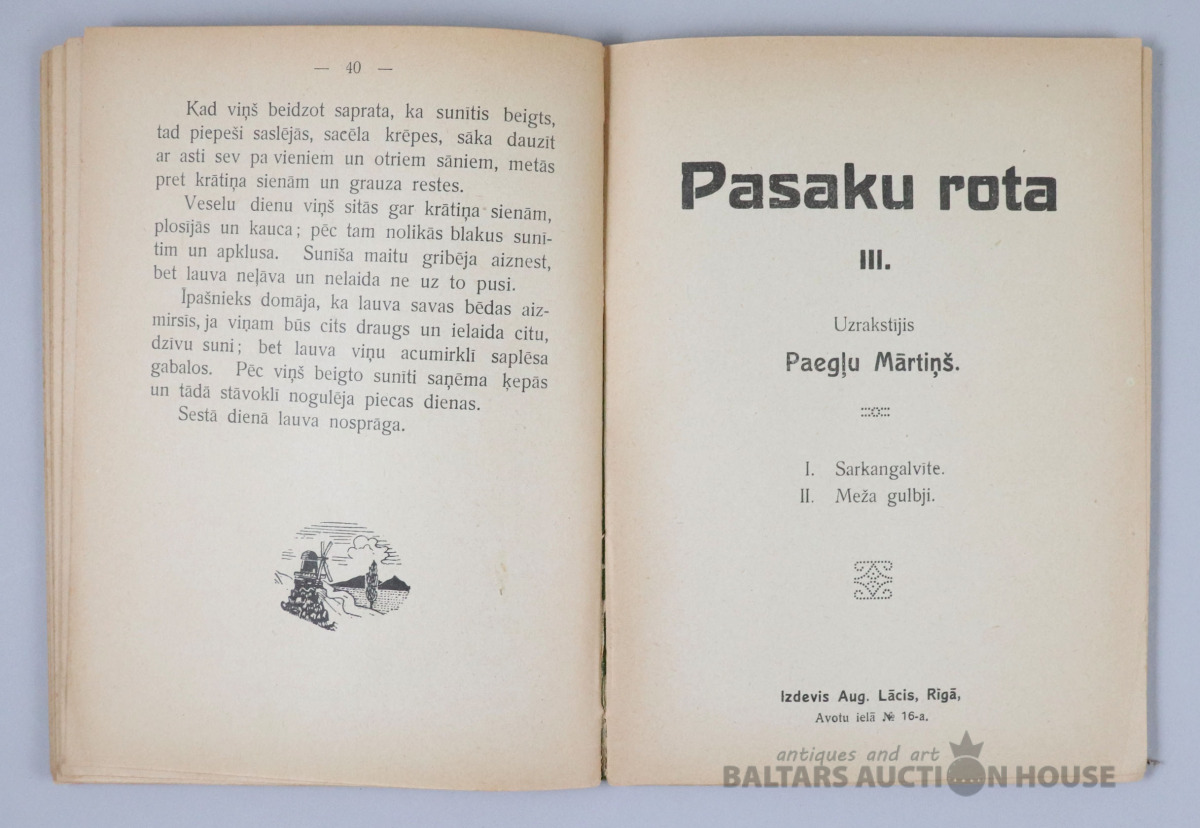 — 40 —
Kad viņš beidzot saprata, ka sunītis beigts,
tad piepeši saslējās, sacēla krēpes, sāka dauzīt
ar asti sev pa vieniem un otriem sāniem, metās
pret krātiņa sienām un grauza restes.
Veselu dienu viņš sitās gar krātiņa sienām,
plosījās un kauca; pēc tam nolikās blakus sunī-
tim un apklusa. Sunīša maitu gribēja aiznest,
bet lauva neļāva un nelaida ne uz to pusi.
Īpašnieks domāja, ka lauva savas bēdas aiz-
mirsīs, ja viņam būs cits draugs un ielaida citu,
dzīvu suni; bet lauva viņu acumirklī saplēsa
gabalos. Pēc viņš beigto sunīti saņēma ķepās
un tādā stāvoklī nogulēja piecas dienas.
Sestā dienā lauva nosprāga.
Pasaku rota
III.
Uzrakstījis
Paegļu Mārtiņš.
I. Sarkangalvīte.
II. Meža gulbji.
Izdevis Aug. Lācis, Rīgā,
Avotu ielā № 16-a.
antiques and art
BALTARS AUCTION HOUSE